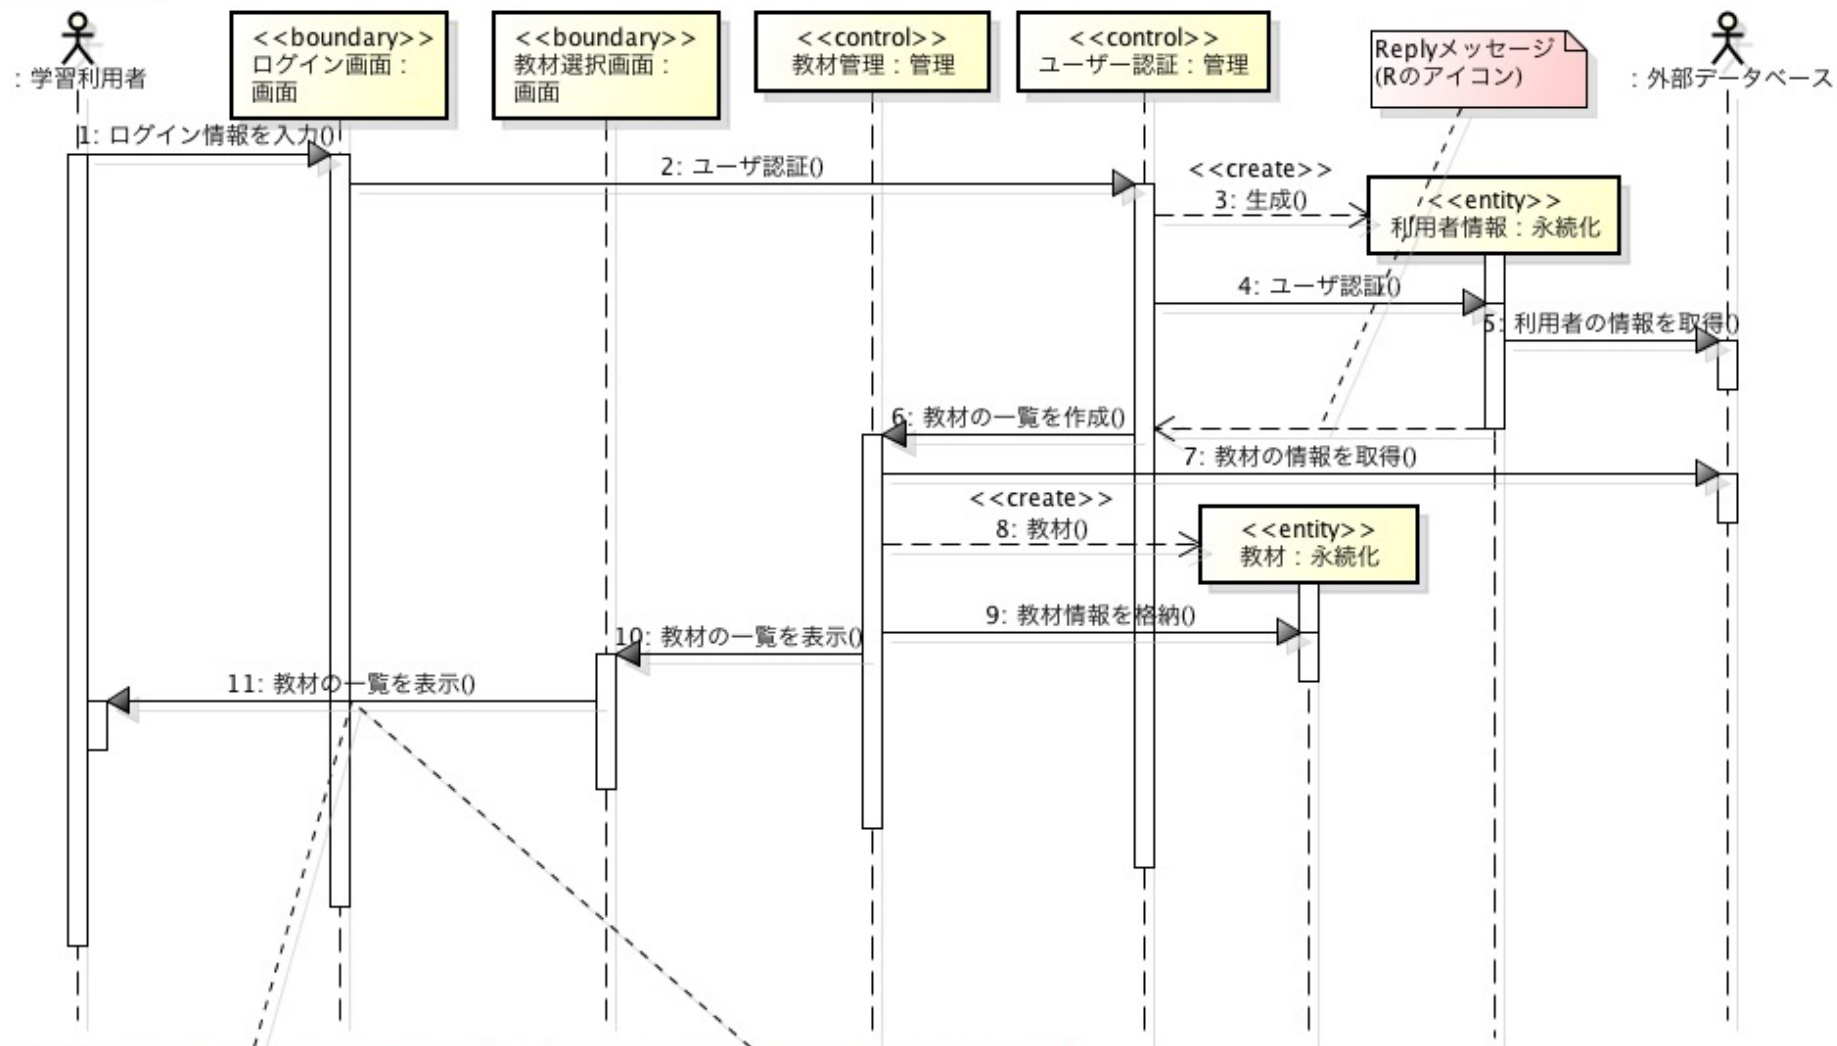 : 学習利用者
<<boundary>>
ログイン画面 :
画面
<<boundary>>
教材選択画面 :
画面
<<control>>
教材管理 : 管理
<<control>>
ユーザー認証 : 管理
Replyメッセージ
(Rのアイコン)
: 外部データベース
1: ログイン情報を入力()
2: ユーザ認証()
<<create>>
3: 生成()
<<entity>>
利用者情報 : 永続化
4: ユーザ認証()
5: 利用者の情報を取得()
6: 教材の一覧を作成()
7: 教材の情報を取得()
<<create>>
8: 教材()
<<entity>>
教材 : 永続化
9: 教材情報を格納()
10: 教材の一覧を表示()
11: 教材の一覧を表示()